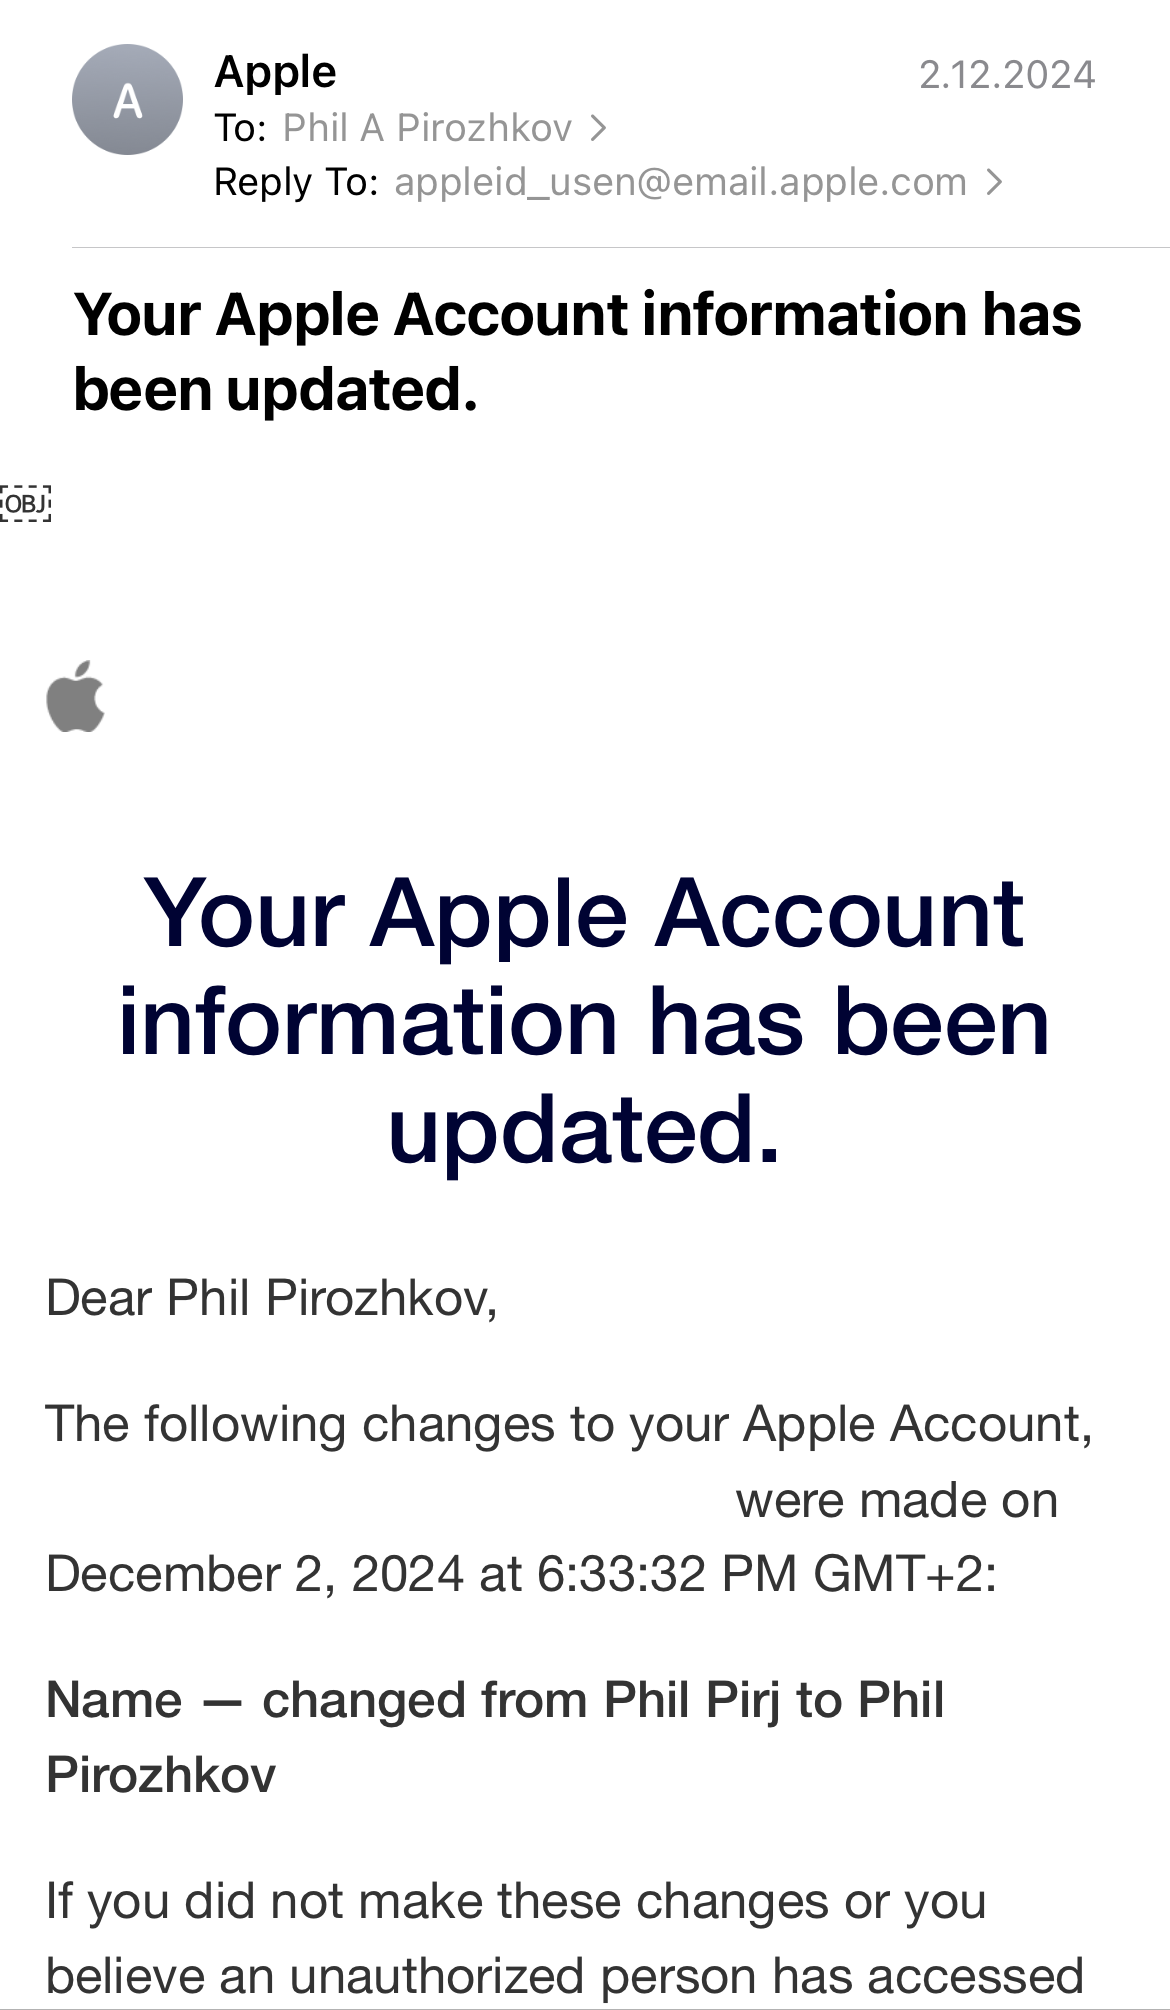 A
Apple
2.12.2024
To: Phil A Pirozhkov
Reply To: appleid_usen@email.apple.com
Your Apple Account information has
been updated.
OBJ
Your Apple Account
information has been
updated.
Dear Phil Pirozhkov,
The following changes to your Apple Account,
were made on
December 2, 2024 at 6:33:32 PM GMT+2:
Name — changed from Phil Pirj to Phil
Pirozhkov
If you did not make these changes or you
believe an unauthorized person has accessed